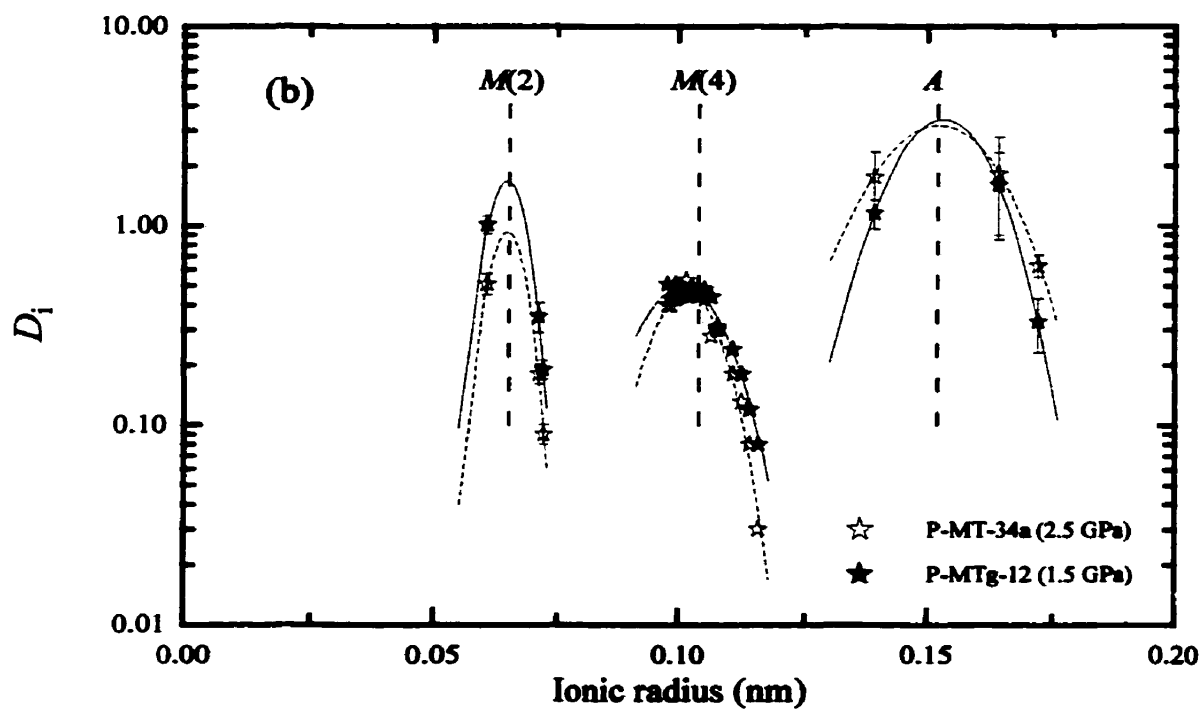 10.00
(b)
M(2)
M(4)
A
1.00
Di
0.10
P-MT-34a (2.5 GPa)
P-MTg-12 (1.5 GPa)
0.01
0.00
0.05
0.10
0.15
0.20
Ionic radius (nm)